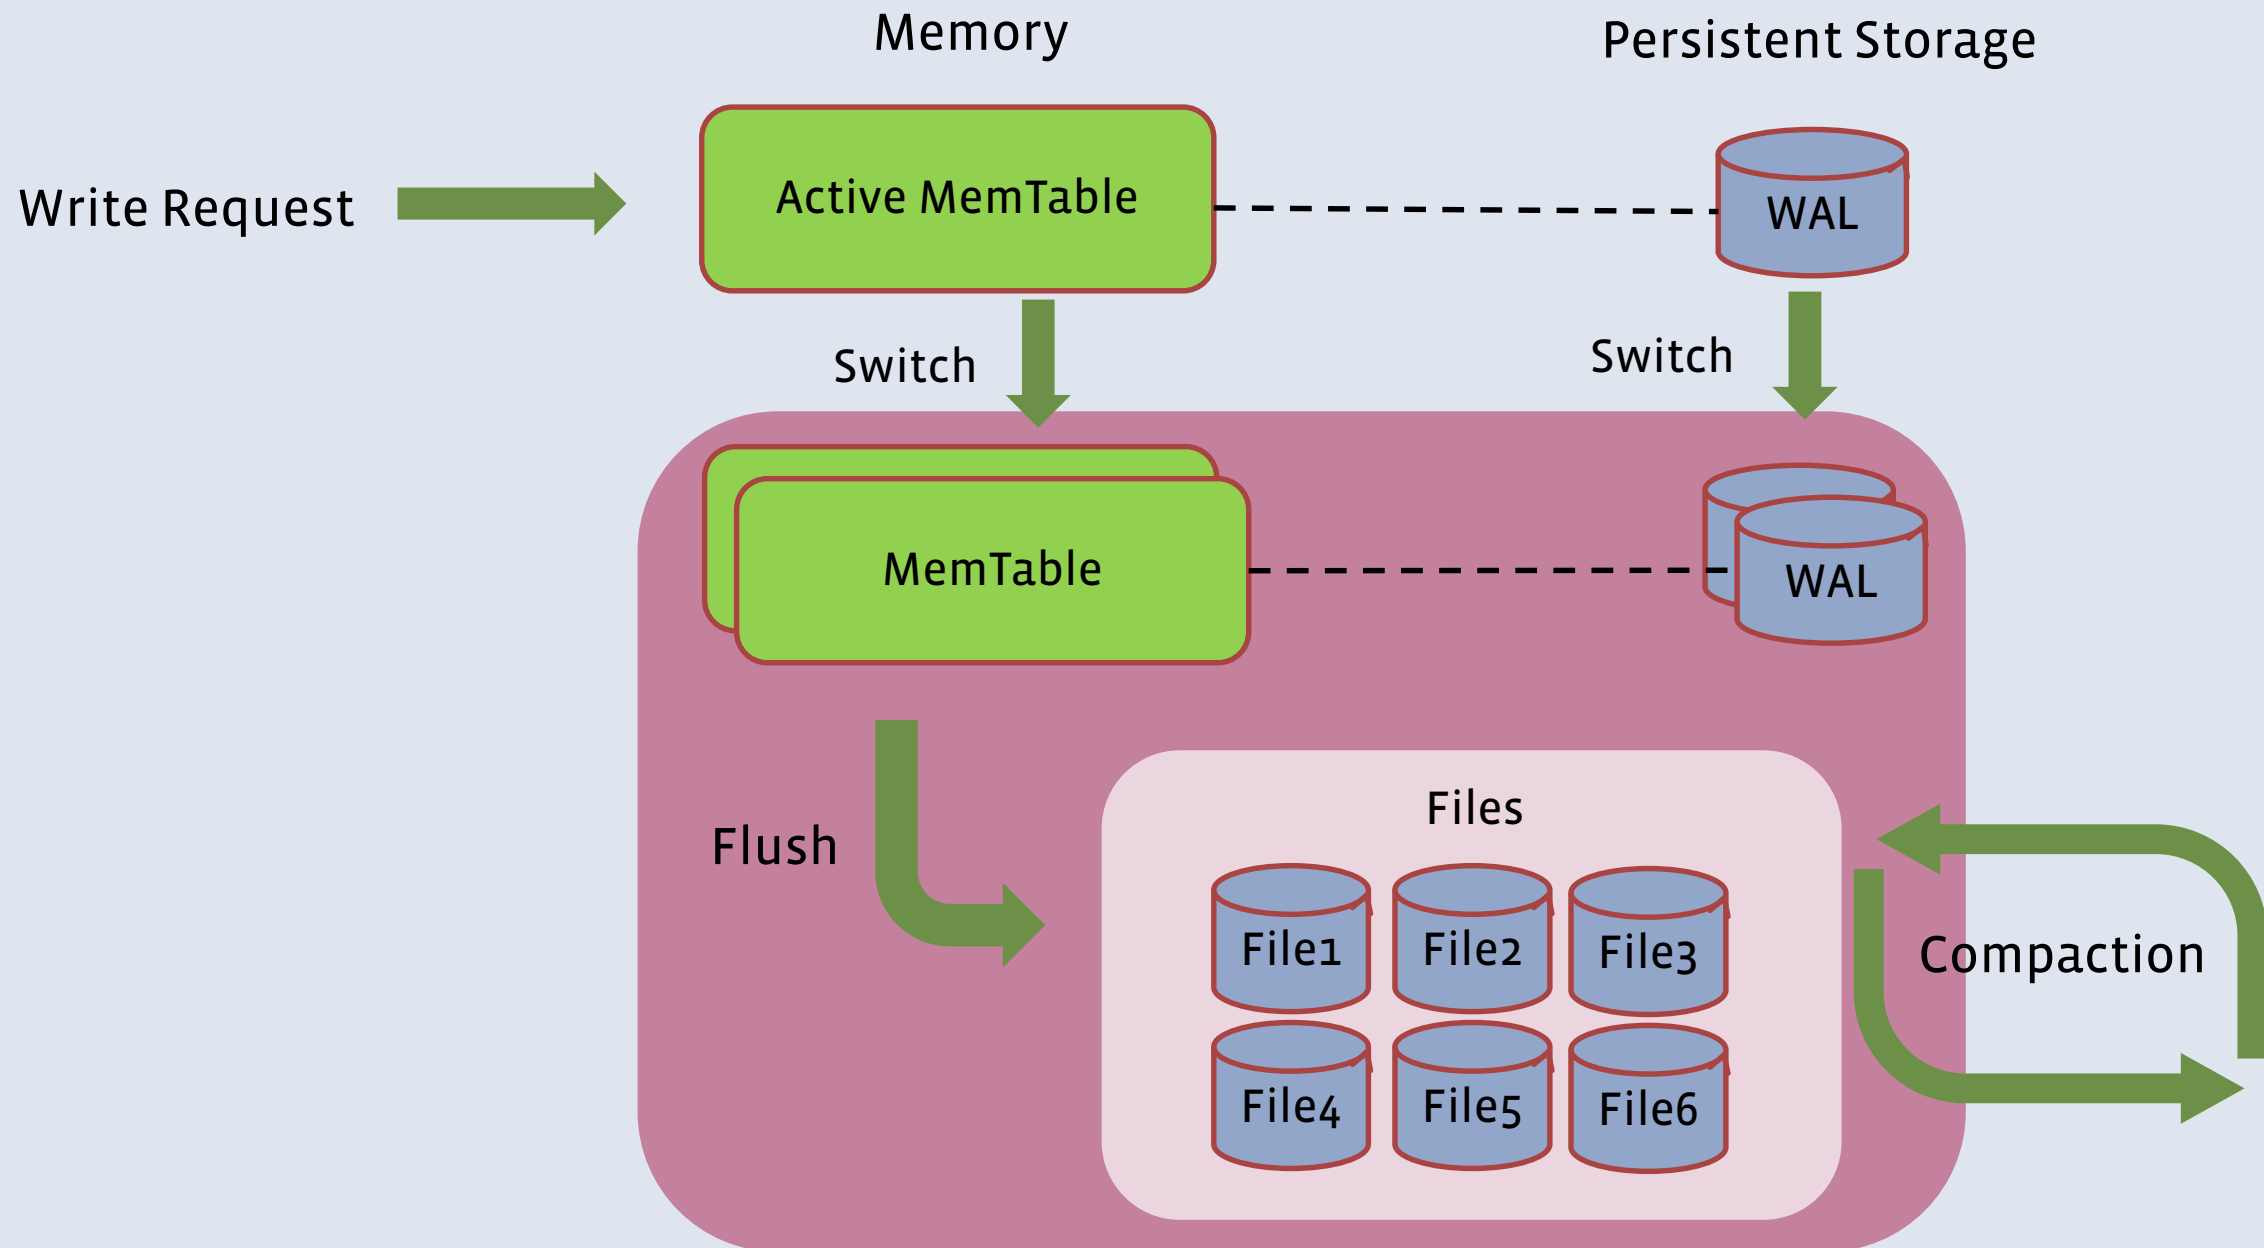 Memory
Persistent Storage
Write Request
Active MemTable
WAL
Switch
Switch
MemTable
WAL
Flush
Files
File1
File2
File3
Compaction
File4
File5
File6